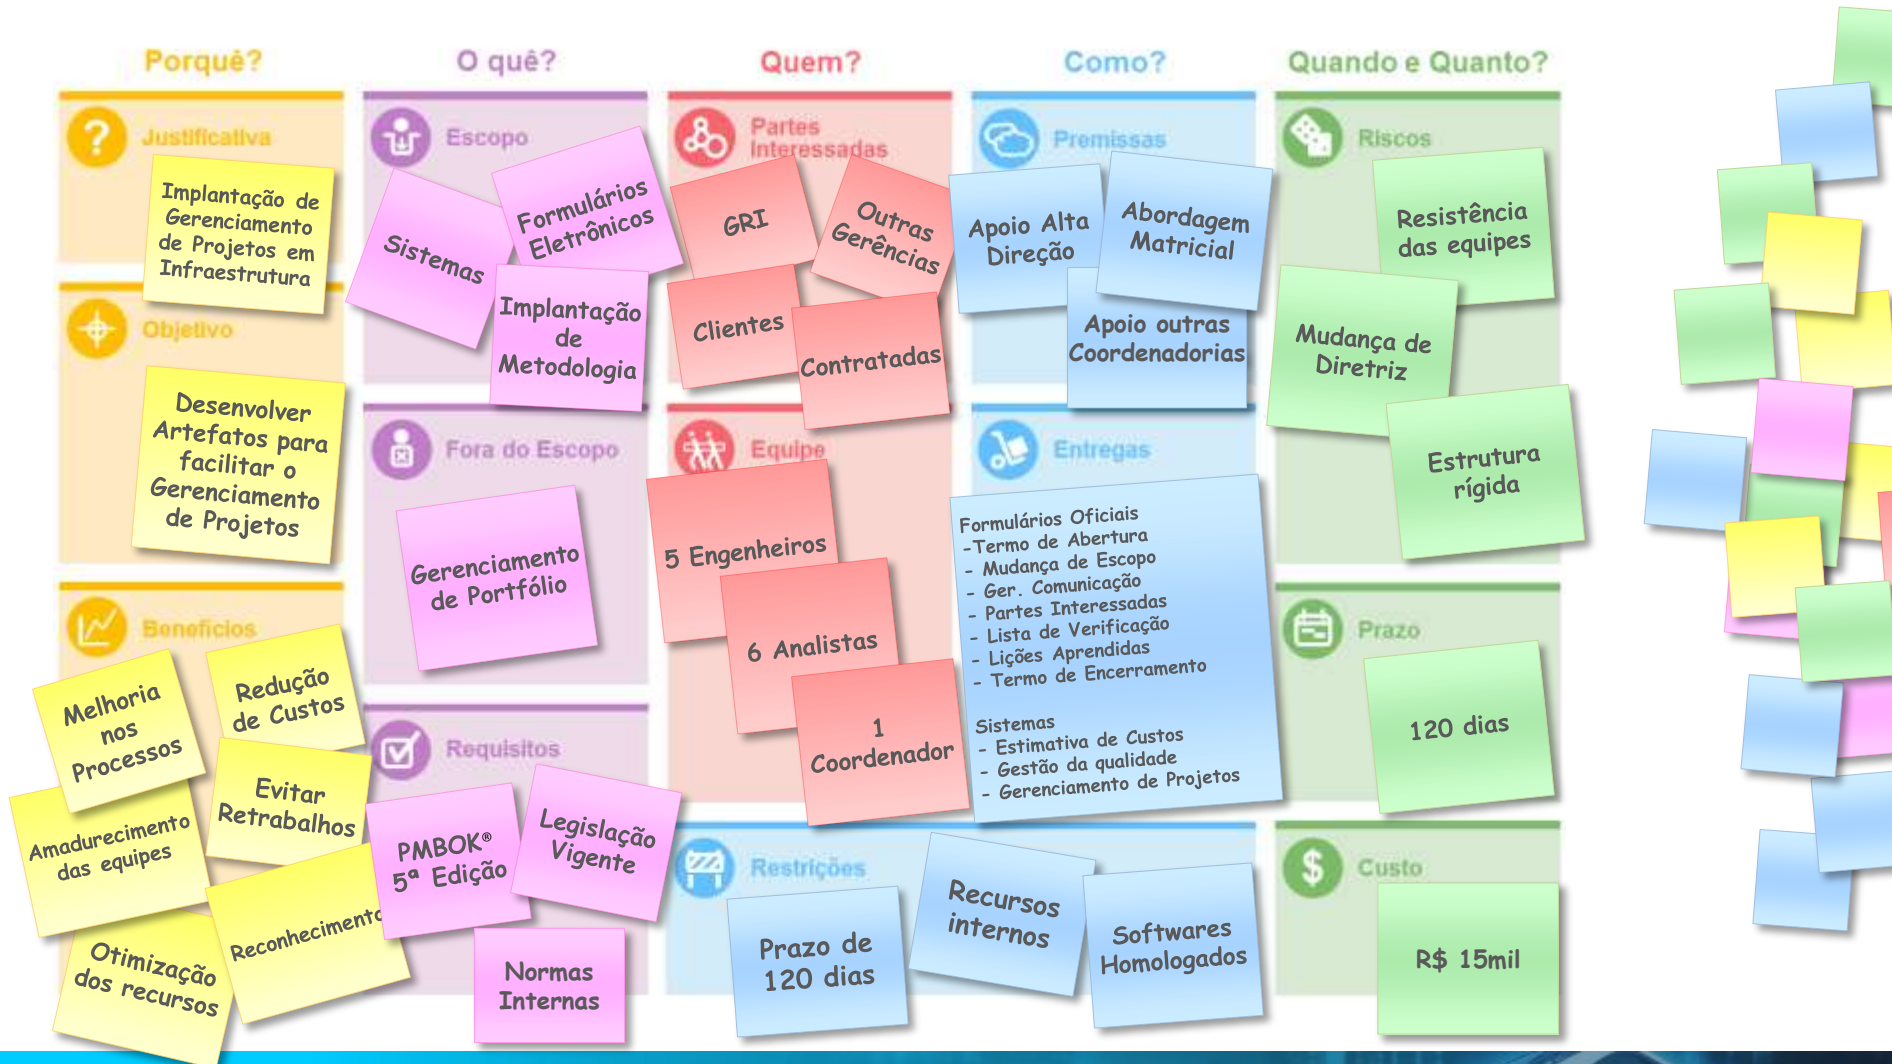 Porquê?
O quê?
Quem?
Como?
Quando e Quanto?
Justificativa
Implantação de
Gerenciamento
de Projetos em
Infraestrutura
Objetivo
Desenvolver
Artefatos para
facilitar o
Gerenciamento
de Projetos
Benefícios
Melhoria
nos
Processos
Redução
de Custos
Evitar
Retrabalhos
Amadurecimento
das equipes
Reconhecimento
Otimização
dos recursos
Escopo
Sistemas
Formulários
Eletrônicos
Implantação
de
Metodologia
Fora do Escopo
Gerenciamento
de Portfólio
Requisitos
PMBOK®
5ª Edição
Legislação
Vigente
Normas
Internas
Partes
Interessadas
GRI
Outras
Gerências
Clientes
Contratadas
Equipe
5 Engenheiros
6 Analistas
1
Coordenador
Premissas
Apoio Alta
Direção
Abordagem
Matricial
Apoio outras
Coordenadorias
Entregas
Formulários Oficiais
-Termo de Abertura
- Mudança de Escopo
- Ger. Comunicação
- Partes Interessadas
- Lista de Verificação
- Lições Aprendidas
- Termo de Encerramento
Sistemas
- Estimativa de Custos
- Gestão da qualidade
- Gerenciamento de Projetos
Restrições
Prazo de
120 dias
Recursos
internos
Softwares
Homologados
Riscos
Resistência
das equipes
Mudança de
Diretriz
Estrutura
rígida
Prazo
120 dias
Custo
R$ 15mil